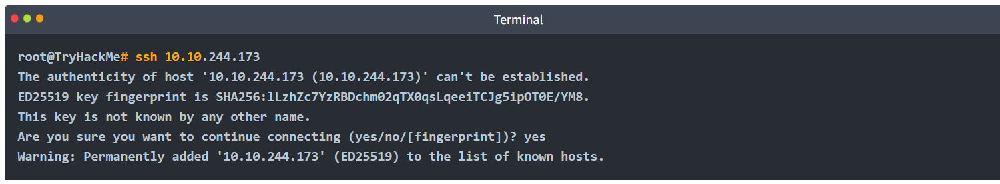 Terminal
root@TryHackMe# ssh 10.10.244.173
The authenticity of host '10.10.244.173 (10.10.244.173)' can't be established.
ED25519 key fingerprint is SHA256:lLzhZc7YzRBDchm02qTX0qsLqeeiTCJg5ipOT0E/YM8.
This key is not known by any other name.
Are you sure you want to continue connecting (yes/no/[fingerprint])? yes
Warning: Permanently added '10.10.244.173' (ED25519) to the list of known hosts.